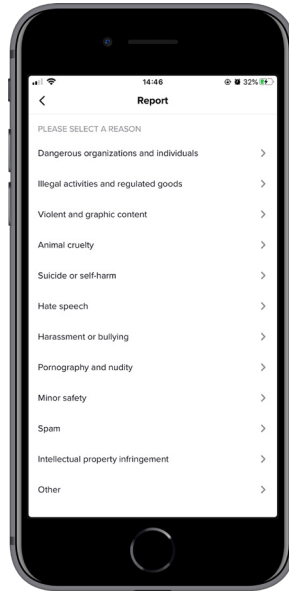 14:46
32%
Report
PLEASE SELECT A REASON
Dangerous organizations and individuals
Illegal activities and regulated goods
Violent and graphic content
Animal cruelty
Suicide or self-harm
Hate speech
Harassment or bullying
Pornography and nudity
Minor safety
Spam
Intellectual property infringement
Other